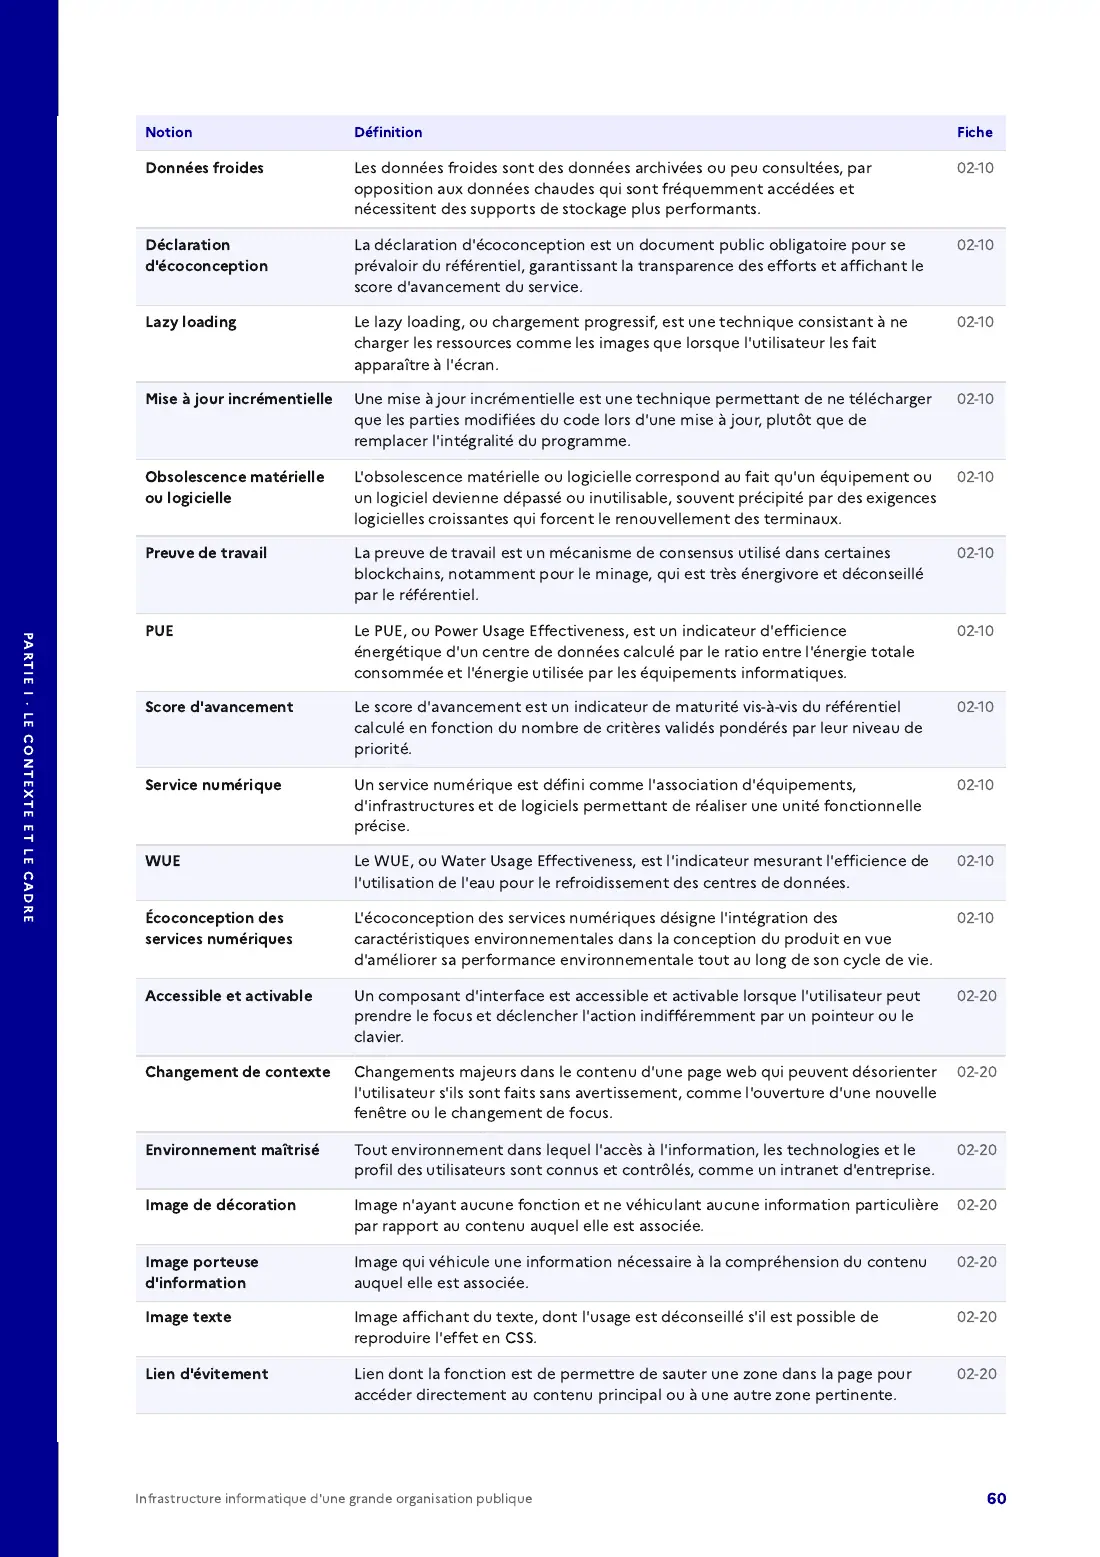 PARTIE I · LE CONTEXTE ET LE CADRE
Notion Définition Fiche
Données froides Les données froides sont des données archivées ou peu consultées, par 02-10
opposition aux données chaudes qui sont fréquemment accédées et
nécessitent des supports de stockage plus performants.
Déclaration La déclaration d'écoconception est un document public obligatoire pour se 02-10
d'écoconception prévaloir du référentiel, garantissant la transparence des efforts et affichant le
score d'avancement du service.
Lazy loading Le lazy loading, ou chargement progressif, est une technique consistant à ne 02-10
charger les ressources comme les images que lorsque l'utilisateur les fait
apparaître à l'écran.
Mise à jour incrémentielle Une mise à jour incrémentielle est une technique permettant de ne télécharger 02-10
que les parties modifiées du code lors d'une mise à jour, plutôt que de
remplacer l'intégralité du programme.
Obsolescence matérielle L'obsolescence matérielle ou logicielle correspond au fait qu'un équipement ou 02-10
ou logicielle un logiciel devienne dépassé ou inutilisable, souvent précipité par des exigences
logicielles croissantes qui forcent le renouvellement des terminaux.
Preuve de travail La preuve de travail est un mécanisme de consensus utilisé dans certaines 02-10
blockchains, notamment pour le minage, qui est très énergivore et déconseillé
par le référentiel.
PUE Le PUE, ou Power Usage Effectiveness, est un indicateur d'efficience 02-10
énergétique d'un centre de données calculé par le ratio entre l'énergie totale
consommée et l'énergie utilisée par les équipements informatiques.
Score d'avancement Le score d'avancement est un indicateur de maturité vis-à-vis du référentiel 02-10
calculé en fonction du nombre de critères validés pondérés par leur niveau de
priorité.
Service numérique Un service numérique est défini comme l'association d'équipements, 02-10
d'infrastructures et de logiciels permettant de réaliser une unité fonctionnelle
précise.
WUE Le WUE, ou Water Usage Effectiveness, est l'indicateur mesurant l'efficience de 02-10
l'utilisation de l'eau pour le refroidissement des centres de données.
Écoconception des L'écoconception des services numériques désigne l'intégration des 02-10
services numériques caractéristiques environnementales dans la conception du produit en vue
d'améliorer sa performance environnementale tout au long de son cycle de vie.
Accessible et activable Un composant d'interface est accessible et activable lorsque l'utilisateur peut 02-20
prendre le focus et déclencher l'action indifféremment par un pointeur ou le
clavier.
Changement de contexte Changements majeurs dans le contenu d'une page web qui peuvent désorienter 02-20
l'utilisateur s'ils sont faits sans avertissement, comme l'ouverture d'une nouvelle
fenêtre ou le changement de focus.
Environnement maîtrisé Tout environnement dans lequel l'accès à l'information, les technologies et le 02-20
profil des utilisateurs sont connus et contrôlés, comme un intranet d'entreprise.
Image de décoration Image n'ayant aucune fonction et ne véhiculant aucune information particulière 02-20
par rapport au contenu auquel elle est associée.
Image porteuse Image qui véhicule une information nécessaire à la compréhension du contenu 02-20
d'information auquel elle est associée.
Image texte Image affichant du texte, dont l'usage est déconseillé s'il est possible de 02-20
reproduire l'effet en CSS.
Lien d'évitement Lien dont la fonction est de permettre de sauter une zone dans la page pour 02-20
accéder directement au contenu principal ou à une autre zone pertinente.
Infrastructure informatique d'une grande organisation publique 60